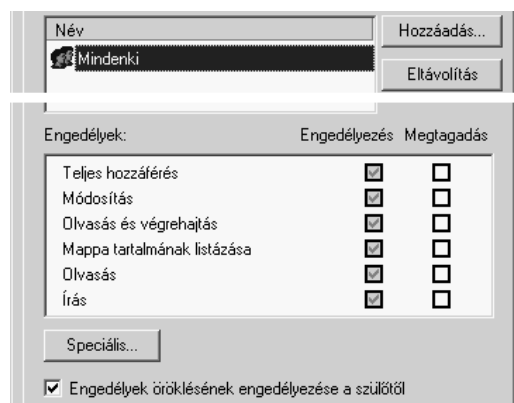 Név
Hozzáadás...
Mindenki
Eltávolítás
Engedélyek: Engedélyezés Megtagadás
Teljes hozzáférés
Módosítás
Olvasás és végrehajtás
Mappa tartalmának listázása
Olvasás
Írás
Speciális...
Engedélyek öröklésének engedélyezése a szülőtől